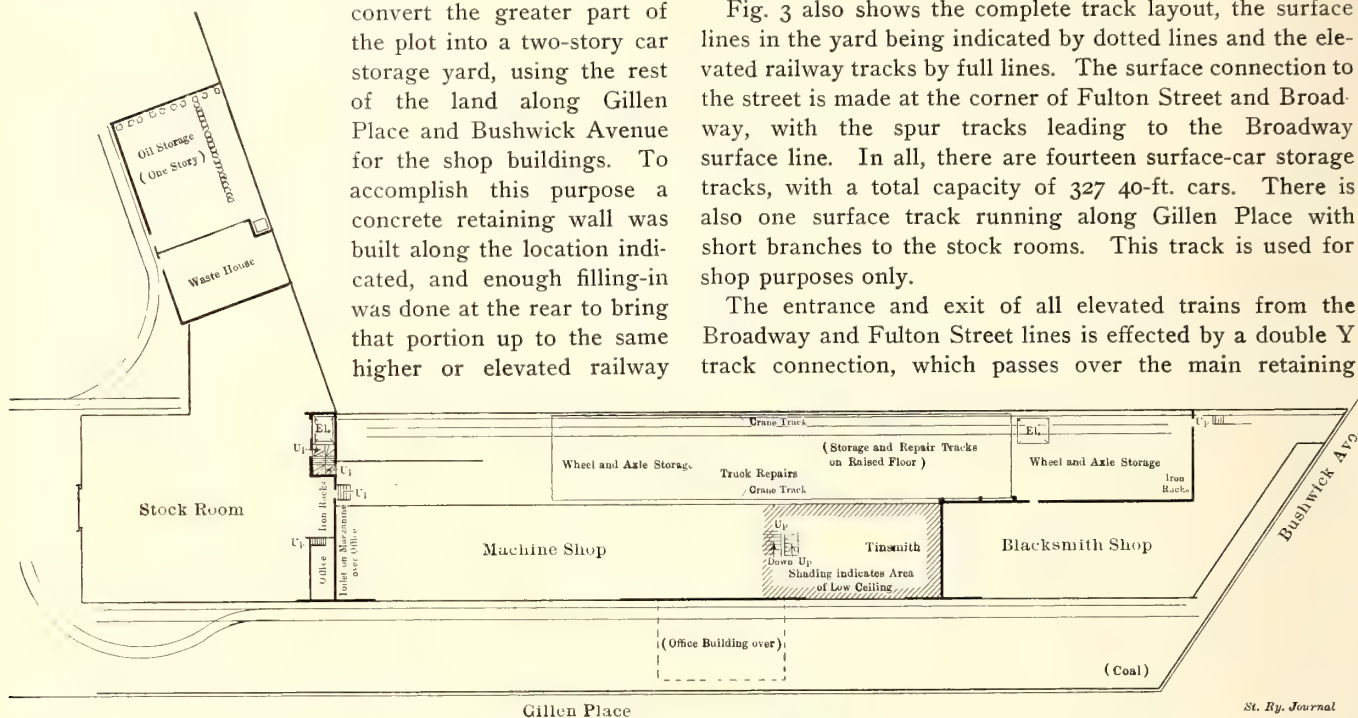 convert the greater part of
the plot into a two-story car
storage yard, using the rest
of the land along Gillen
Place and Bushwick Avenue
for the shop buildings. To
accomplish this purpose a
concrete retaining wall was
built along the location indi-
cated, and enough filling-in
was done at the rear to bring
that portion up to the same
higher or elevated railway
Fig. 3 also shows the complete track layout, the surface
lines in the yard being indicated by dotted lines and the ele-
vated railway tracks by full lines. The surface connection to
the street is made at the corner of Fulton Street and Broad-
way, with the spur tracks leading to the Broadway
surface line. In all, there are fourteen surface-car storage
tracks, with a total capacity of 327 40-ft. cars. There is
also one surface track running along Gillen Place with
short branches to the stock rooms. This track is used for
shop purposes only.
The entrance and exit of all elevated trains from the
Broadway and Fulton Street lines is effected by a double Y
track connection, which passes over the main retaining
Oil Storage
(One Story)
Waste House
El.
Up
Up
Up
Up
Stock Room
Iron Racks
Office
Toilet on Mezzanine
over Office
Crane Track
Wheel and Axle Storage
Truck Repairs
(Storage and Repair Tracks
on Raised Floor)
Crane Track
El.
Wheel and Axle Storage
Iron
Racks
Up
Bushwick Ave
Machine Shop
Up
Down Up
Tinsmith
Shading indicates Area
of Low Ceiling
Blacksmith Shop
(Office Building over)
(Coal)
Gillen Place
St. Ry. Journal